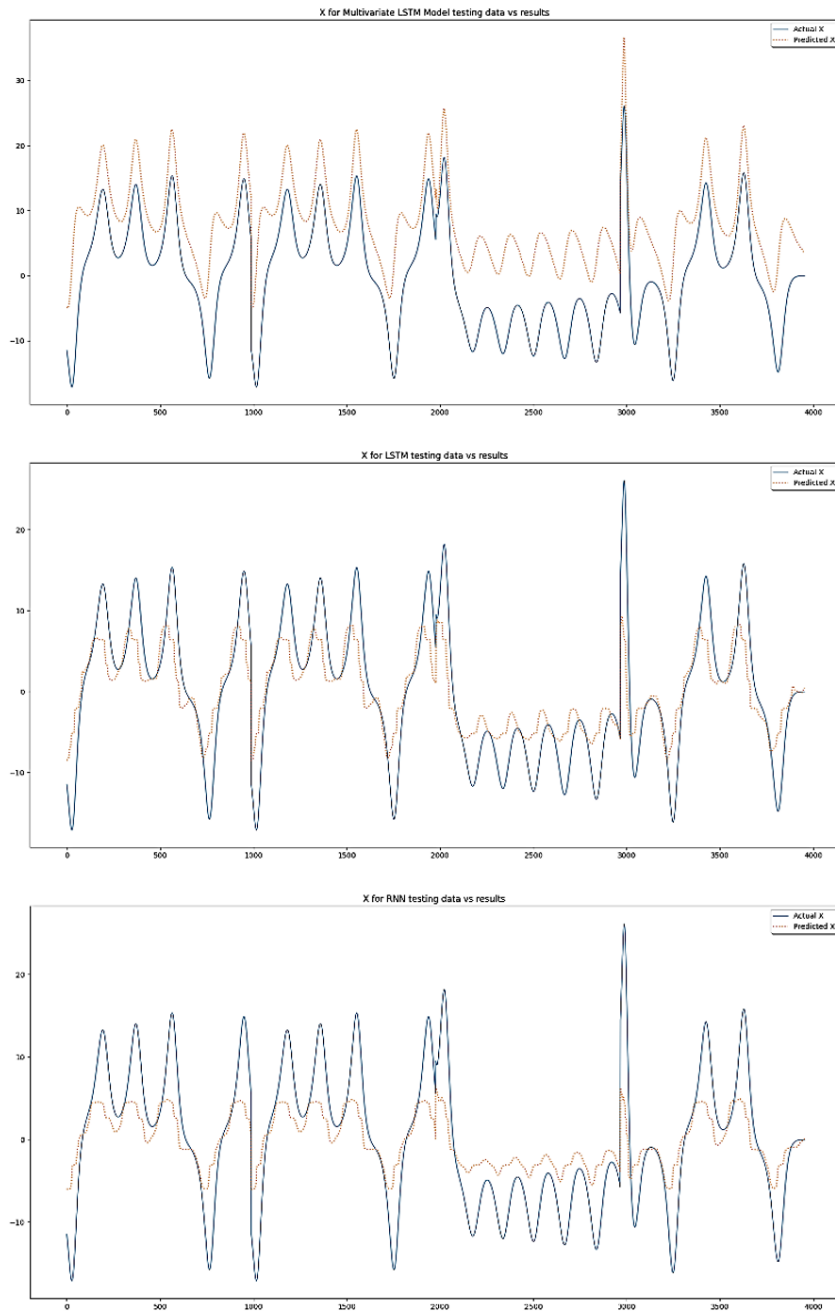 X for Multivariate LSTM Model testing data vs results
Actual X
Predicted X
30
20
10
0
−10
0 500 1000 1500 2000 2500 3000 3500 4000
X for LSTM testing data vs results
Actual X
Predicted X
20
10
0
−10
0 500 1000 1500 2000 2500 3000 3500 4000
X for RNN testing data vs results
Actual X
Predicted X
20
10
0
−10
0 500 1000 1500 2000 2500 3000 3500 4000